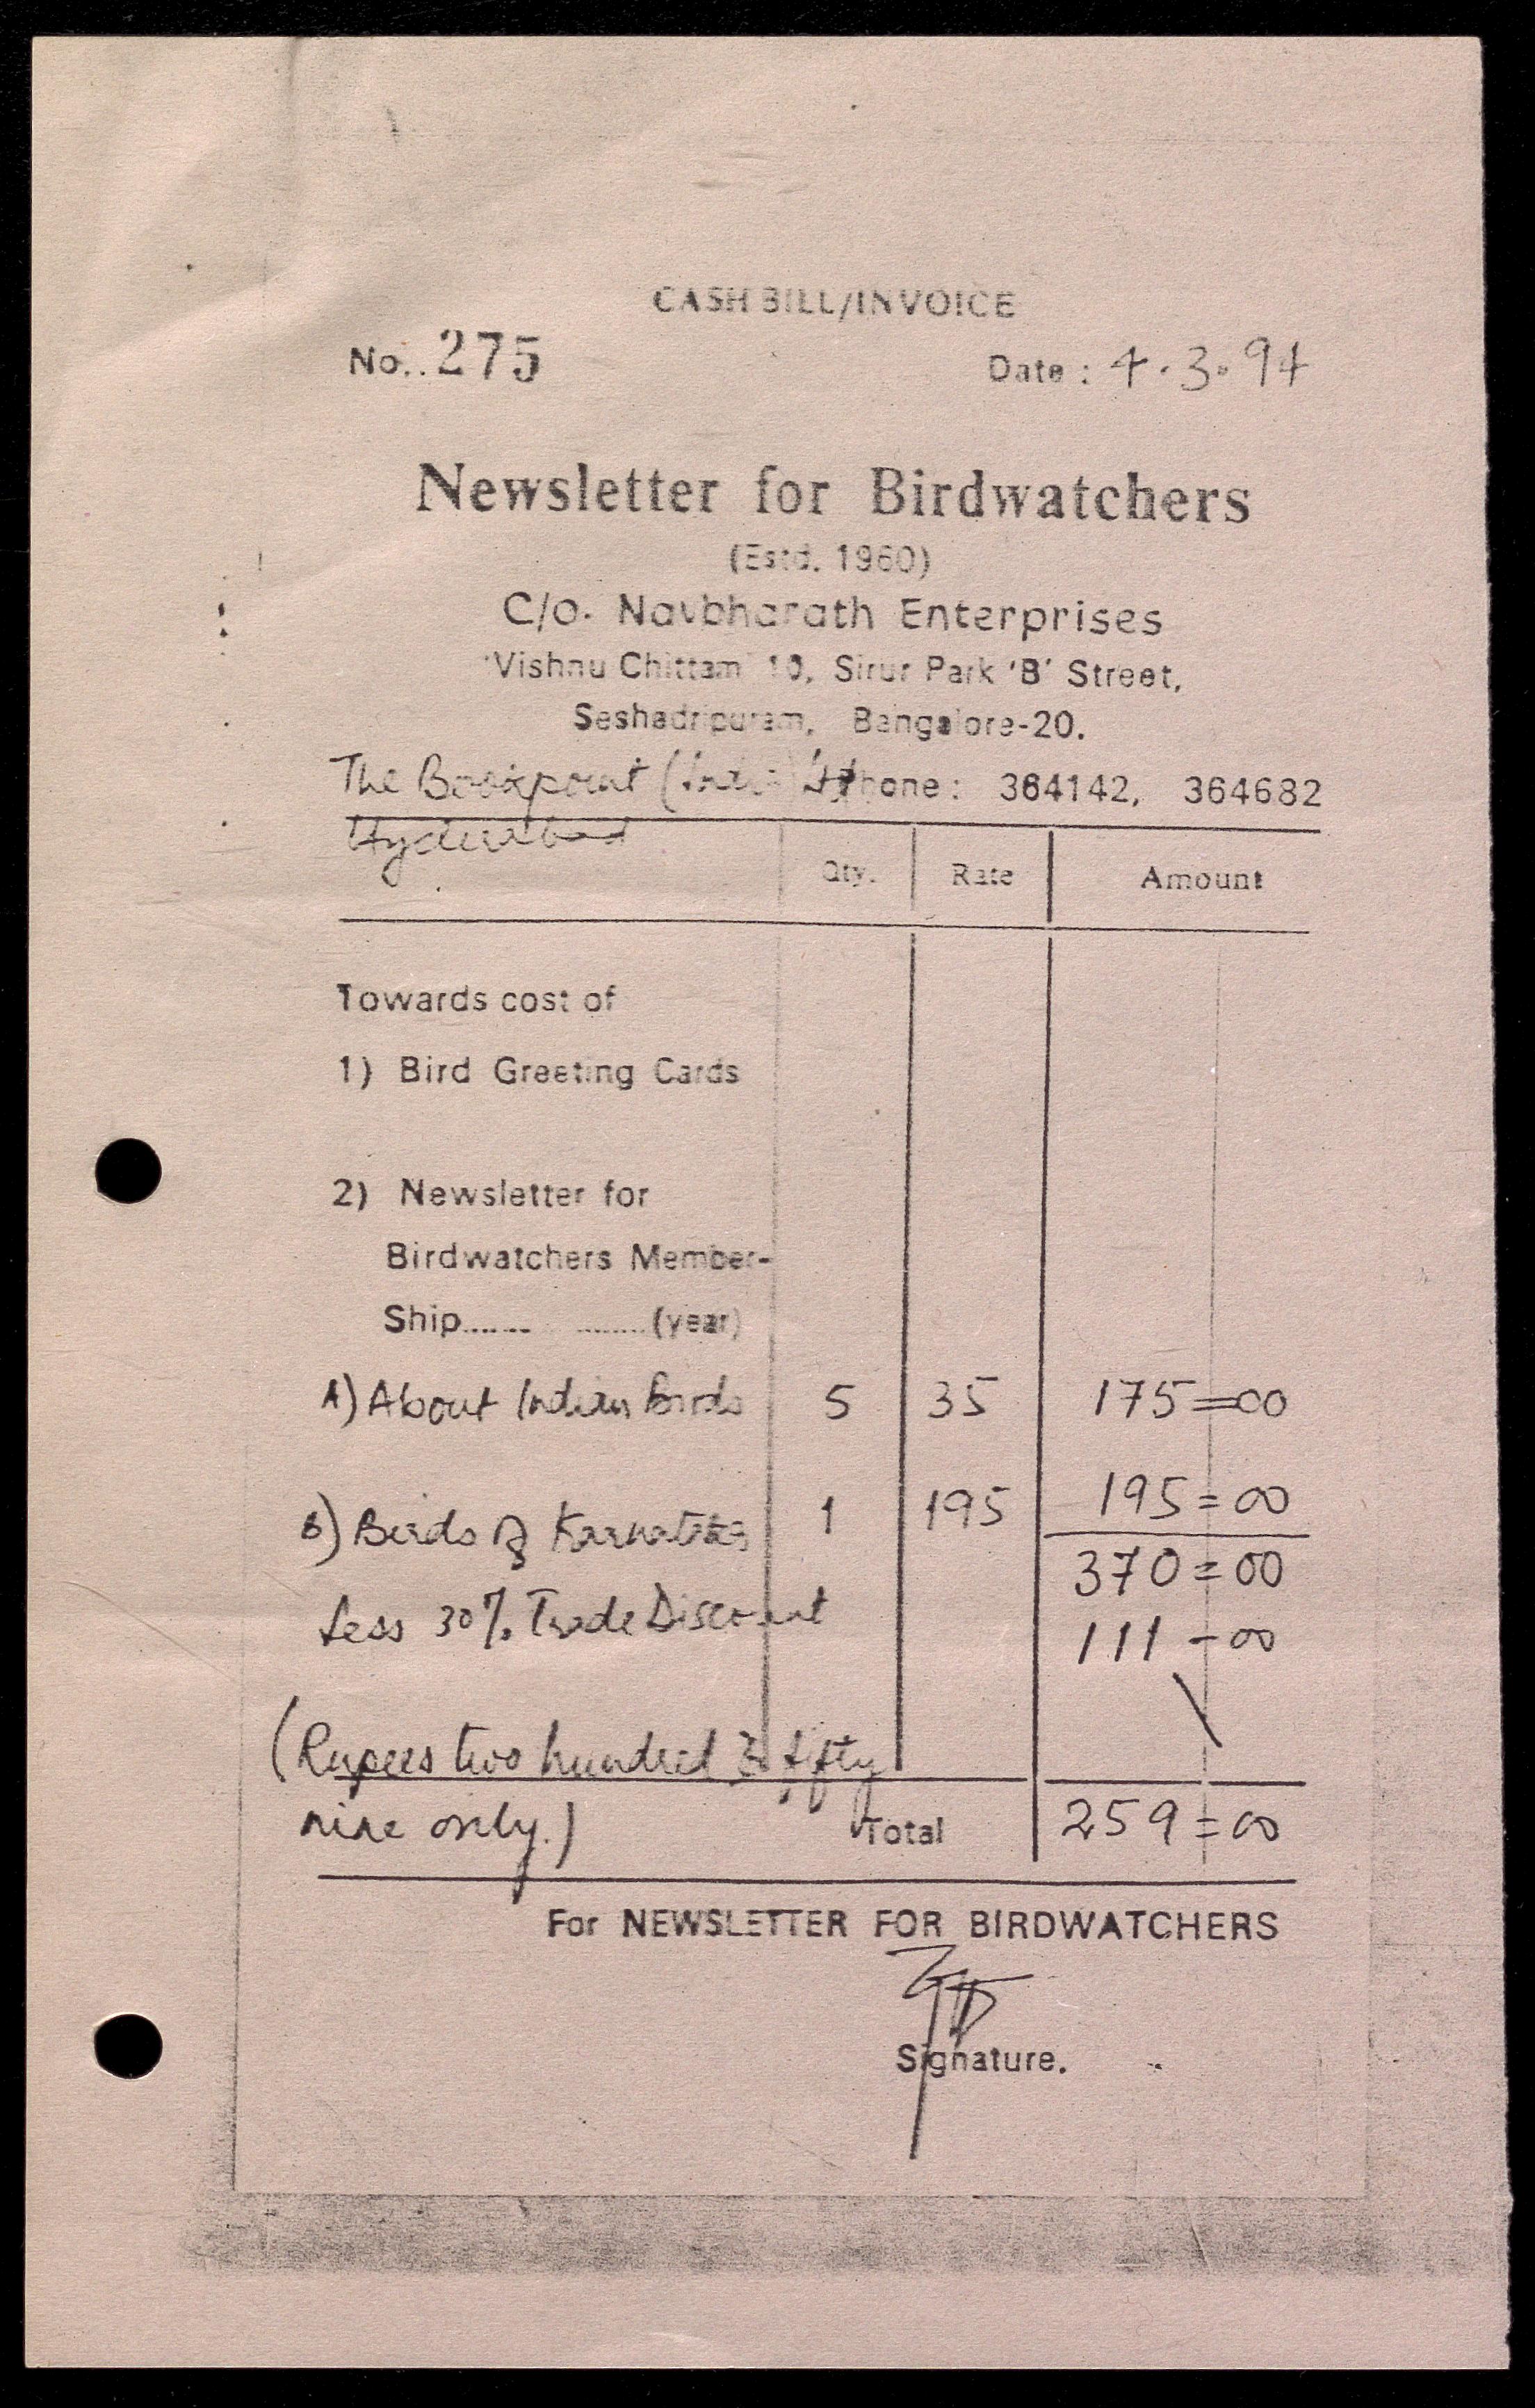 CASH BILL/INVOICE
No.. 275 Date : 4.3.94
Newsletter for Birdwatchers
(Estd. 1960)
C/o. Navbharath Enterprises
'Vishnu Chittam' 10, Sirur Park 'B' Street,
Seshadripuram, Bangalore-20.
The Bookpoint (India) Phone : 364142, 364682
Hyderabad
Qty. Rate Amount
Towards cost of
1) Bird Greeting Cards
2) Newsletter for
Birdwatchers Member-
Ship...... ........(year)
A) About Indian Birds 5 35 175=00
B) Birds of Karnataka 1 195 195=00
370=00
Less 30% Trade Discount 111-00
(Rupees two hundred & fifty
nine only.) Total 259=00
For NEWSLETTER FOR BIRDWATCHERS
Signature.